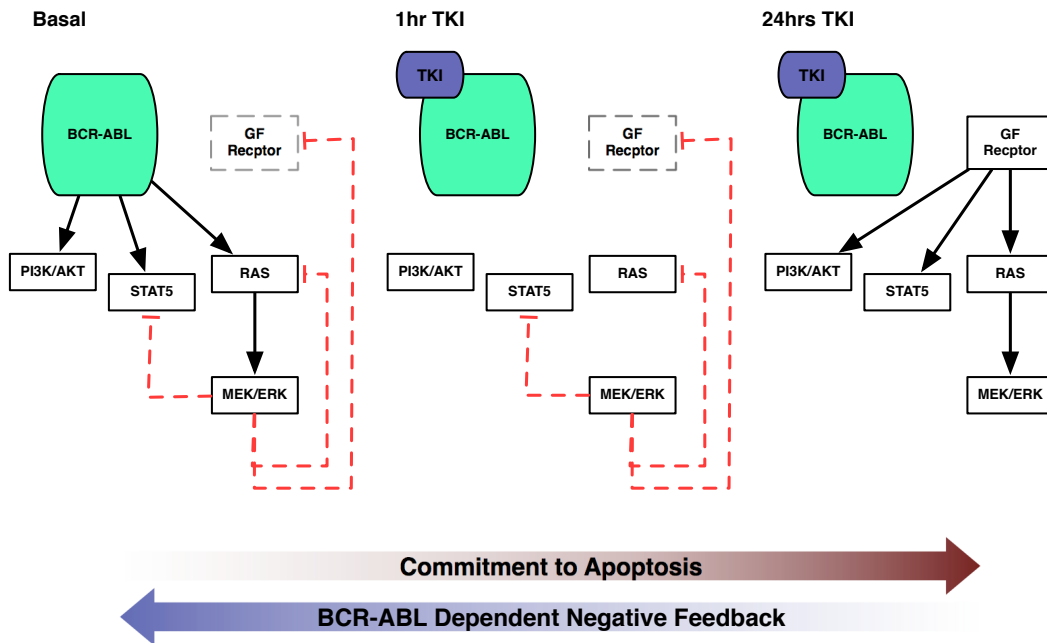 Basal
1hr TKI
24hrs TKI
BCR-ABL
GF
Recptor
PI3K/AKT
STAT5
RAS
MEK/ERK
TKI
BCR-ABL
GF
Recptor
PI3K/AKT
STAT5
RAS
MEK/ERK
TKI
BCR-ABL
GF
Recptor
PI3K/AKT
STAT5
RAS
MEK/ERK
Commitment to Apoptosis
BCR-ABL Dependent Negative Feedback